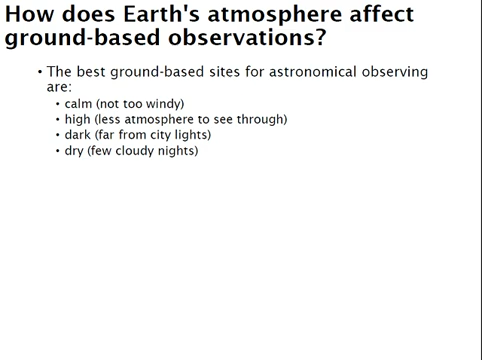 How does Earth's atmosphere affect
ground-based observations?
• The best ground-based sites for astronomical observing
are:
• calm (not too windy)
• high (less atmosphere to see through)
• dark (far from city lights)
• dry (few cloudy nights)